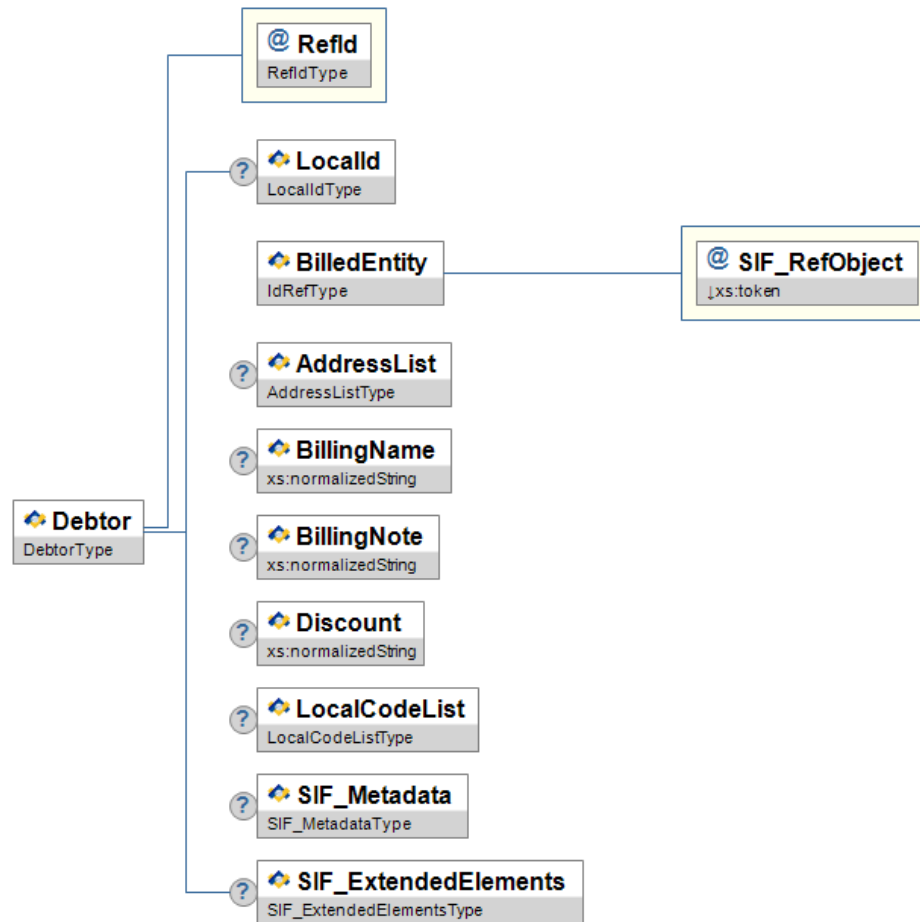 @ RefId
RefIdType
? LocalId
LocalIdType
BilledEntity
IdRefType
@ SIF_RefObject
↓xs:token
? AddressList
AddressListType
? BillingName
xs:normalizedString
Debtor
DebtorType
? BillingNote
xs:normalizedString
? Discount
xs:normalizedString
? LocalCodeList
LocalCodeListType
? SIF_Metadata
SIF_MetadataType
? SIF_ExtendedElements
SIF_ExtendedElementsType